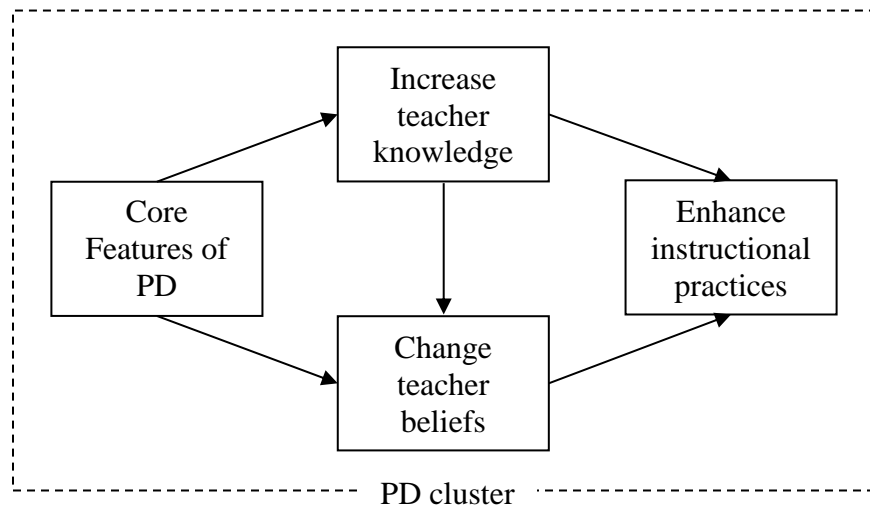 Increase
teacher
knowledge
Core
Features of
PD
Enhance
instructional
practices
Change
teacher
beliefs
PD cluster